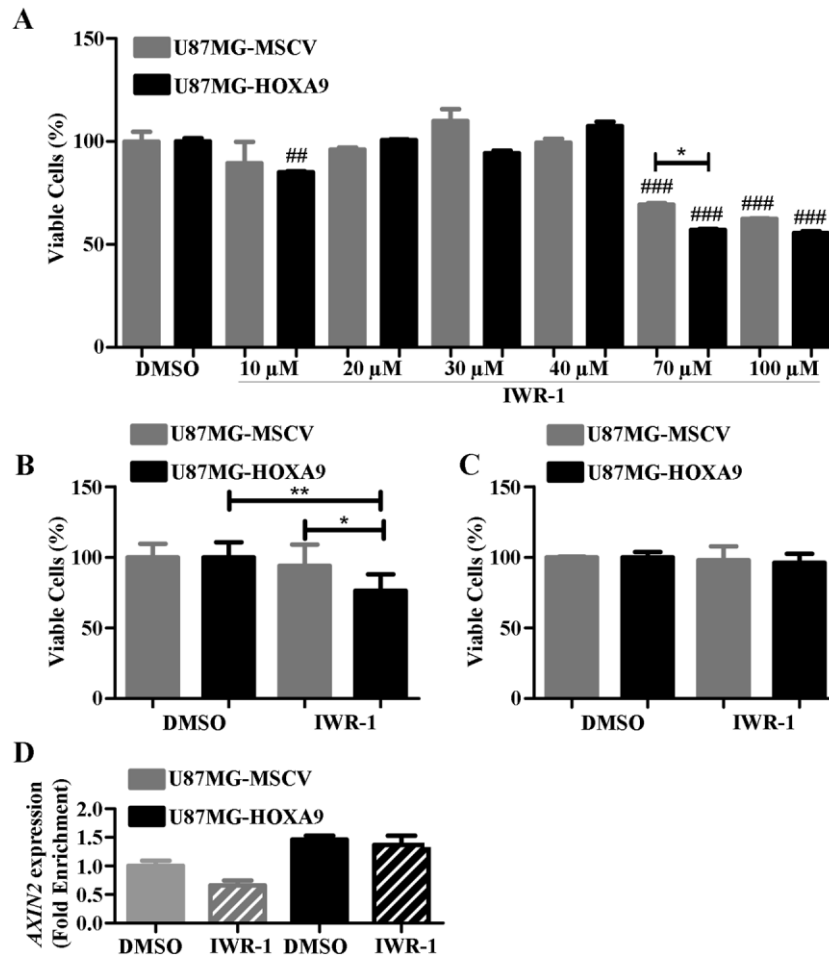 A
U87MG-MSCV
U87MG-HOXA9
Viable Cells (%)
150
100
50
0
##
*
### ### ### ###
DMSO 10 µM 20 µM 30 µM 40 µM 70 µM 100 µM
IWR-1
B
U87MG-MSCV
U87MG-HOXA9
Viable Cells (%)
150
100
50
0
**
*
DMSO IWR-1
C
U87MG-MSCV
U87MG-HOXA9
Viable Cells (%)
150
100
50
0
DMSO IWR-1
D
U87MG-MSCV
U87MG-HOXA9
AXIN2 expression
(Fold Enrichment)
2.0
1.5
1.0
0.5
0.0
DMSO IWR-1 DMSO IWR-1